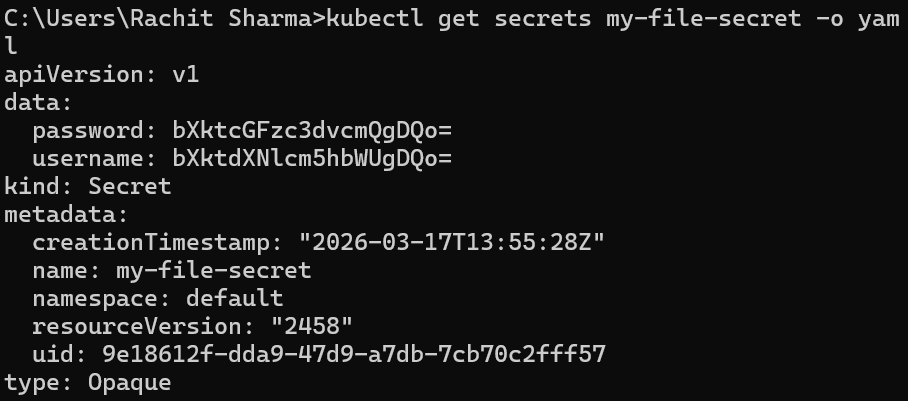 C:\Users\Rachit Sharma>kubectl get secrets my-file-secret -o yam
l
apiVersion: v1
data:
  password: bXktcGFzc3dvcmQgDQo=
  username: bXktdXNlcm5hbWUgDQo=
kind: Secret
metadata:
  creationTimestamp: "2026-03-17T13:55:28Z"
  name: my-file-secret
  namespace: default
  resourceVersion: "2458"
  uid: 9e18612f-dda9-47d9-a7db-7cb70c2fff57
type: Opaque